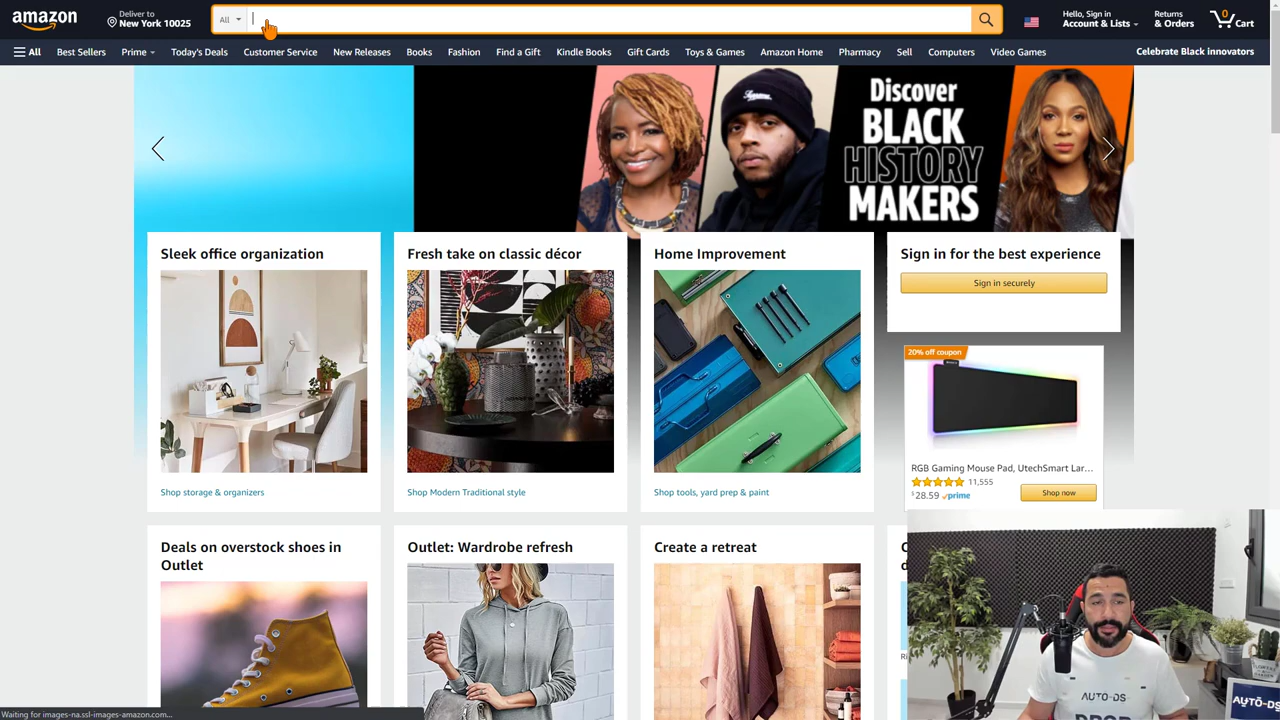 amazon
Deliver to
New York 10025
All
Hello, Sign in
Account & Lists
Returns
& Orders
0
Cart
All
Best Sellers
Prime
Today's Deals
Customer Service
New Releases
Books
Fashion
Find a Gift
Kindle Books
Gift Cards
Toys & Games
Amazon Home
Pharmacy
Sell
Computers
Video Games
Celebrate Black innovators
Discover
BLACK
HISTORY
MAKERS
Supreme
Sleek office organization
Fresh take on classic décor
Home Improvement
Sign in for the best experience
Sign in securely
20% off coupon
RGB Gaming Mouse Pad, UtechSmart Lar...
11,555
$28.59 prime
Shop now
Shop storage & organizers
Shop Modern Traditional style
Shop tools, yard prep & paint
Deals on overstock shoes in
Outlet
Outlet: Wardrobe refresh
Create a retreat
AUTO-DS
AUTO-DS
Waiting for images-na.ssl-images-amazon.com...